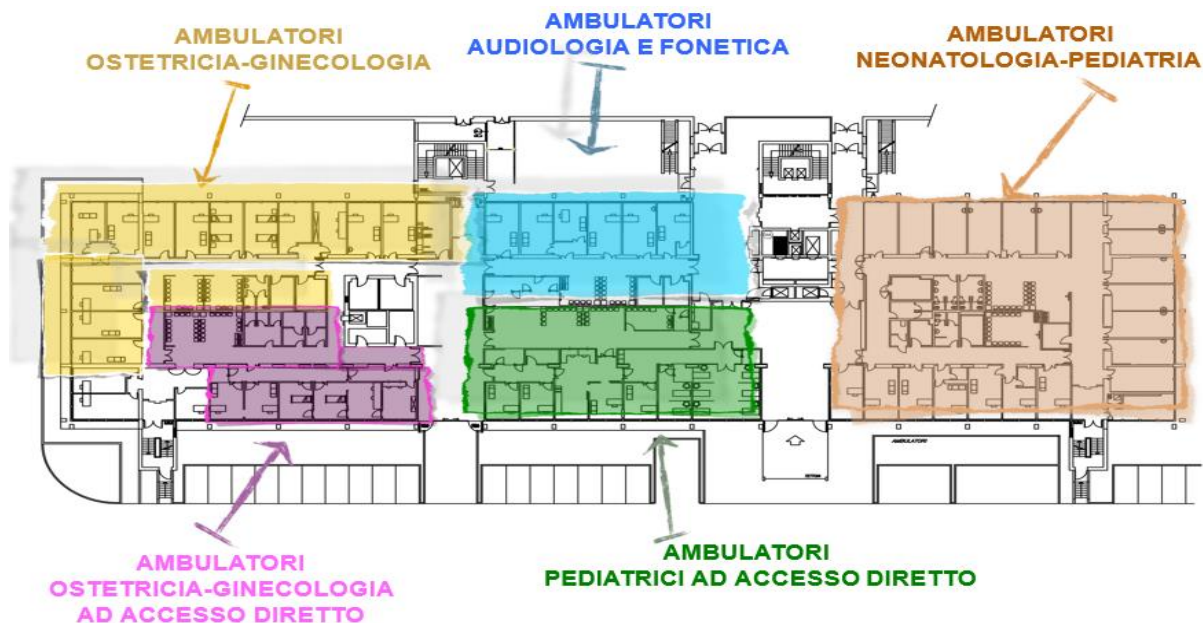 AMBULATORI
OSTETRICIA-GINECOLOGIA
AMBULATORI
AUDIOLOGIA E FONETICA
AMBULATORI
NEONATOLOGIA-PEDIATRIA
AMBULATORI
AMBULATORI
OSTETRICIA-GINECOLOGIA
AD ACCESSO DIRETTO
AMBULATORI
PEDIATRICI AD ACCESSO DIRETTO